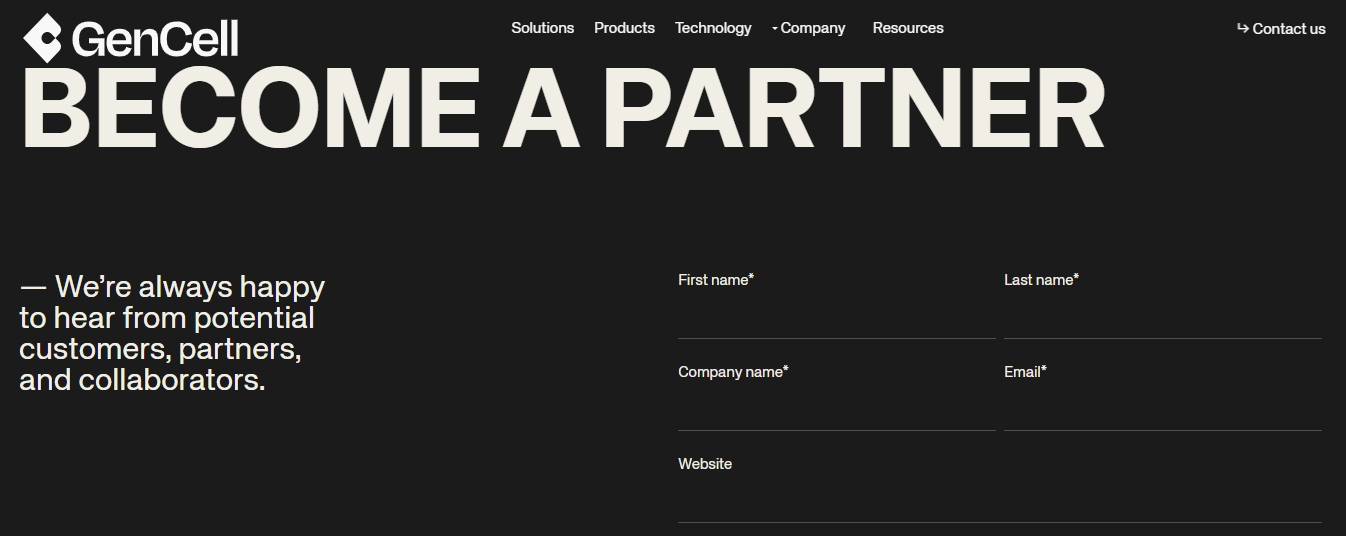 GenCell
Solutions Products Technology Company Resources
Contact us
BECOME A PARTNER
— We’re always happy
to hear from potential
customers, partners,
and collaborators.
First name* Last name*
Company name* Email*
Website